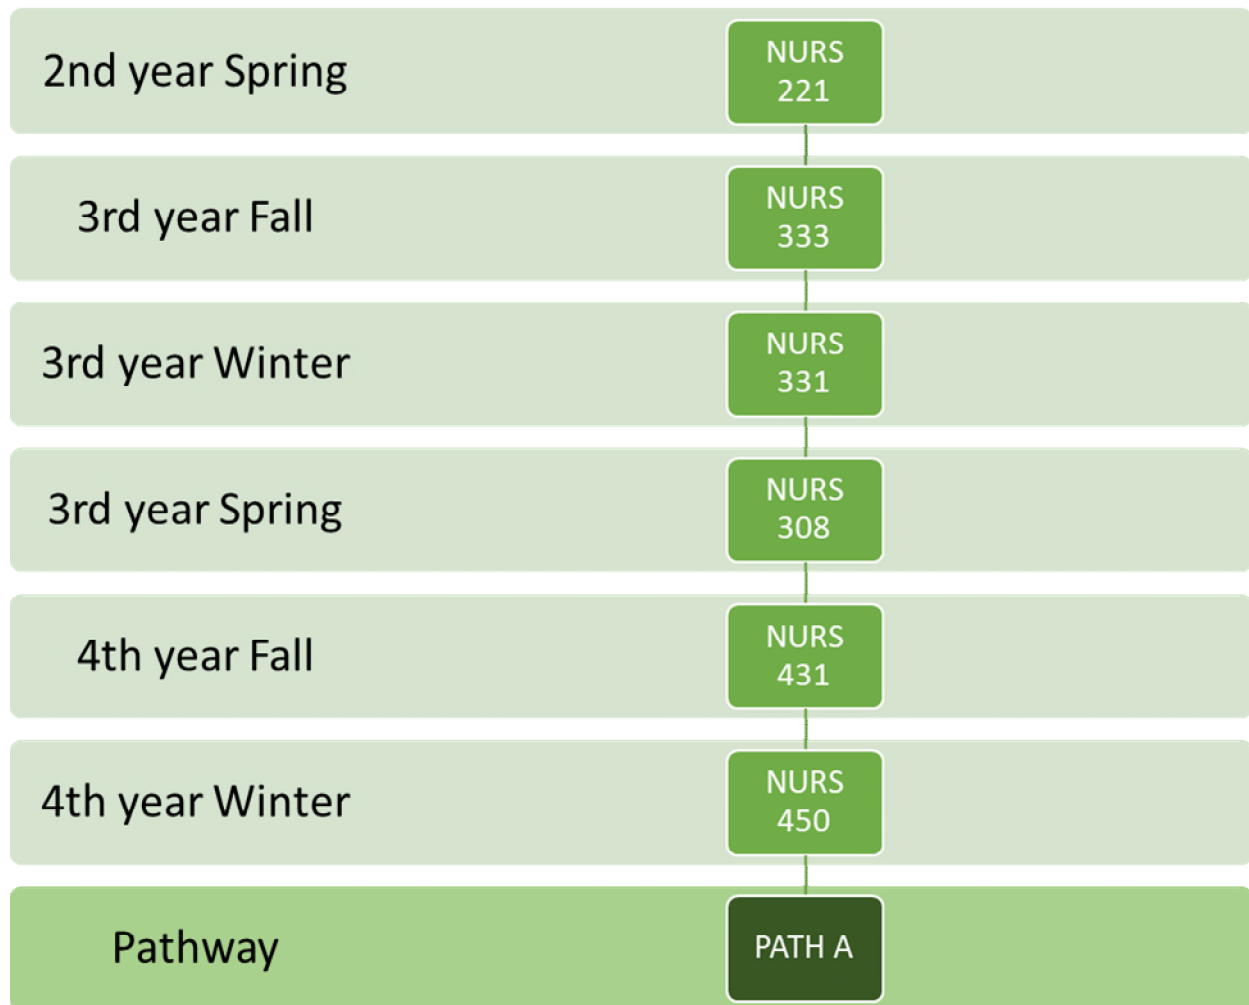 2nd year Spring
NURS
221
3rd year Fall
NURS
333
3rd year Winter
NURS
331
3rd year Spring
NURS
308
4th year Fall
NURS
431
4th year Winter
NURS
450
Pathway
PATH A